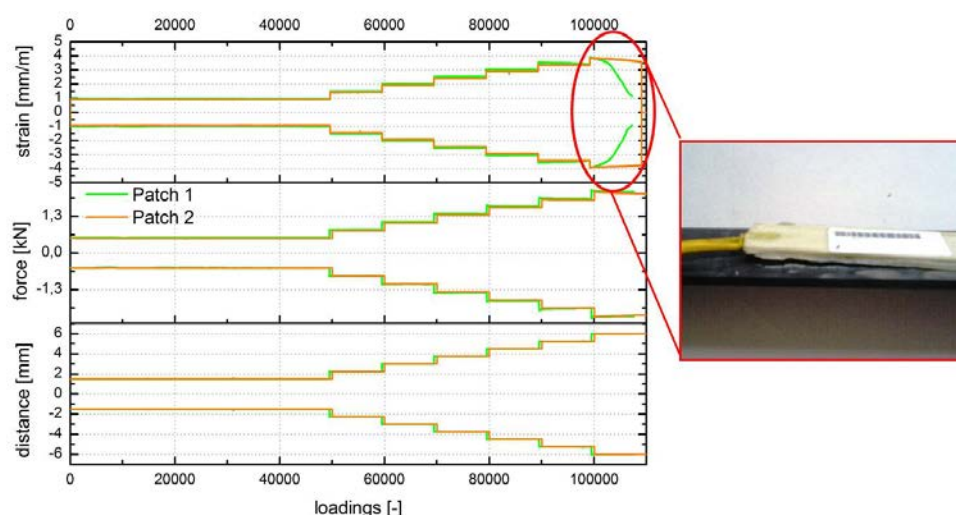 0 20000 40000 60000 80000 100000
5
4
3
2
1
0
-1
-2
-3
-4
-5
strain [mm/m]
Patch 1
Patch 2
1,3
0,0
-1,3
force [kN]
6
4
2
0
-2
-4
-6
distance [mm]
0 20000 40000 60000 80000 100000
loadings [-]